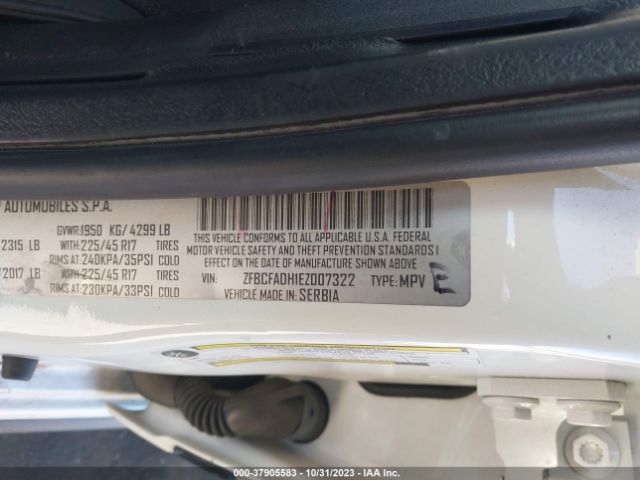 AUTOMOBILES S.P.A.
GVWR:1950 KG/ 4299 LB
2315 LB WITH: 225/45 R17 TIRES
RIMS AT: 240KPA/35PSI COLD
2017 LB WITH: 225/45 R17 TIRES
RIMS AT: 230KPA/33PSI COLD
THIS VEHICLE CONFORMS TO ALL APPLICABLE U.S.A. FEDERAL
MOTOR VEHICLE SAFETY AND THEFT PREVENTION STANDARDS I
THE DATE OF MANUFACTURE SHOWN ABOVE
VIN: ZFBCFADH1EZ007322 TYPE: MPV E
VEHICLE MADE IN: SERBIA
000-37905583 - 10/31/2023 - IAA Inc.